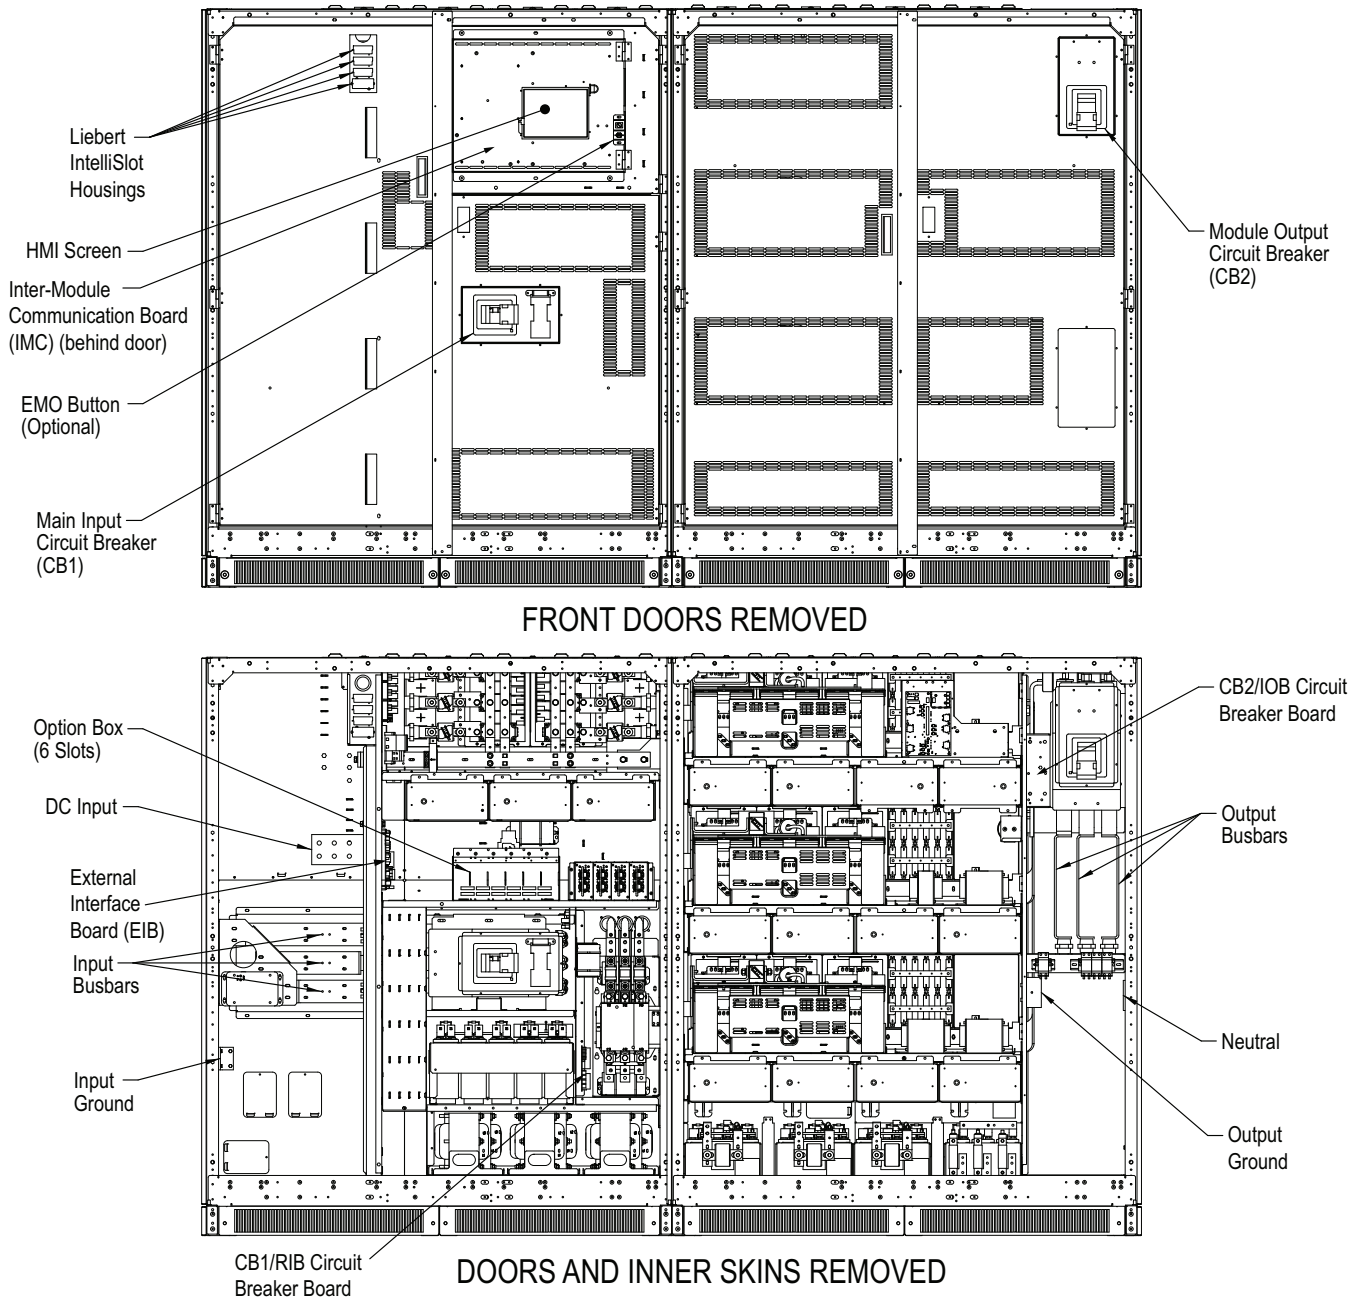 Liebert
IntelliSlot
Housings
HMI Screen
Inter-Module
Communication Board
(IMC) (behind door)
EMO Button
(Optional)
Main Input
Circuit Breaker
(CB1)
Module Output
Circuit Breaker
(CB2)
FRONT DOORS REMOVED
Option Box
(6 Slots)
DC Input
External
Interface
Board (EIB)
Input
Busbars
Input
Ground
CB1/RIB Circuit
Breaker Board
CB2/IOB Circuit
Breaker Board
Output
Busbars
Neutral
Output
Ground
DOORS AND INNER SKINS REMOVED